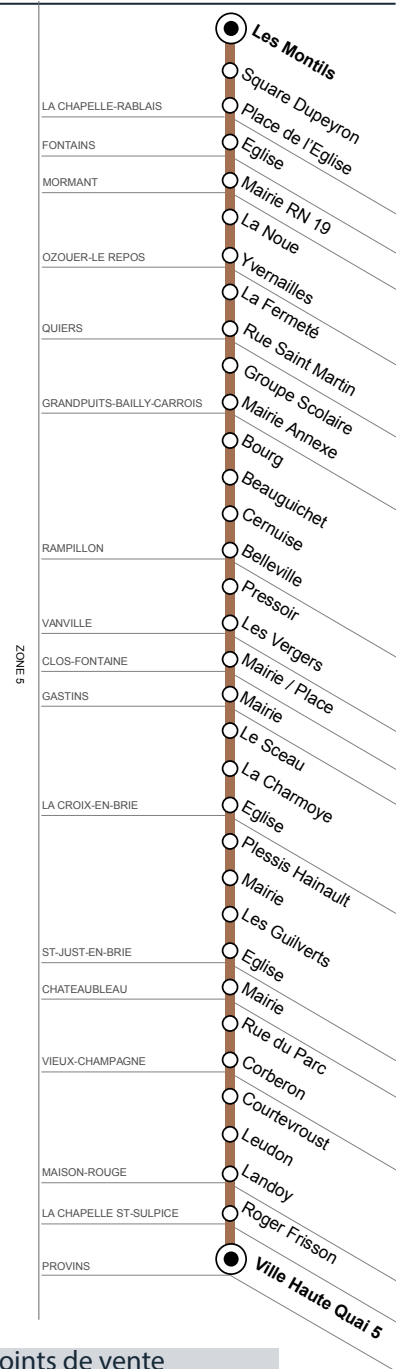 Les Montils
Square Dupeyron
LA CHAPELLE-RABLAIS
Place de l'Eglise
FONTAINS
Eglise
MORMANT
Mairie RN 19
La Noue
OZOUER-LE REPOS
Yvernailles
La Fermeté
QUIERS
Rue Saint Martin
Groupe Scolaire
GRANDPUITS-BAILLY-CARROIS
Mairie Annexe
Bourg
Beauguichet
Cernuise
RAMPILLON
Belleville
Pressoir
VANVILLE
Les Vergers
ZONE 5
CLOS-FONTAINE
Mairie / Place
GASTINS
Mairie
Le Sceau
La Charmoye
LA CROIX-EN-BRIE
Eglise
Plessis Hainault
Mairie
Les Guilverts
ST-JUST-EN-BRIE
Eglise
CHATEAUBLEAU
Mairie
Rue du Parc
VIEUX-CHAMPAGNE
Corberon
Courtevroust
Leudon
MAISON-ROUGE
Landoy
LA CHAPELLE ST-SULPICE
Roger Frisson
PROVINS
Ville Haute Quai 5
oints de vente